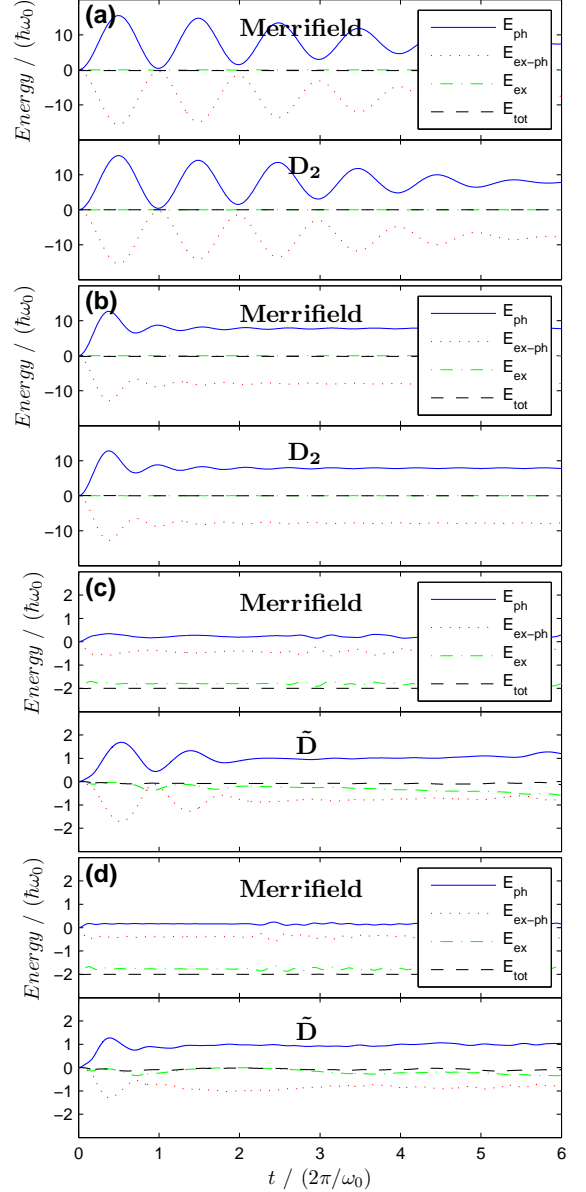 (a)
Merrifield
Energy / (ħω₀)
10
0
−10
E_ph
E_ex−ph
E_ex
E_tot
D₂
10
0
−10
(b)
Merrifield
Energy / (ħω₀)
10
0
−10
E_ph
E_ex−ph
E_ex
E_tot
D₂
10
0
−10
(c)
Merrifield
Energy / (ħω₀)
2
1
0
−1
−2
E_ph
E_ex−ph
E_ex
E_tot
D̃
2
1
0
−1
−2
(d)
Merrifield
Energy / (ħω₀)
2
1
0
−1
−2
E_ph
E_ex−ph
E_ex
E_tot
D̃
2
1
0
−1
−2
0 1 2 3 4 5 6
t / (2π/ω₀)